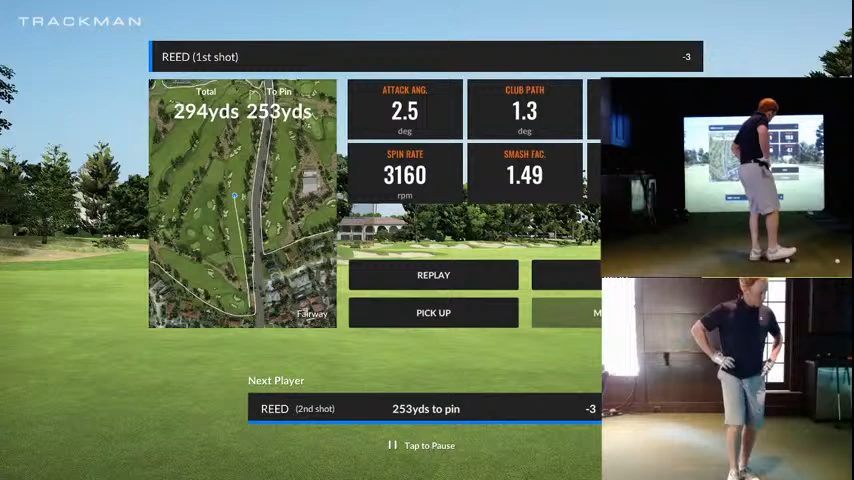 TRACKMAN
REED (1st shot) -3
Total To Pin
294yds 253yds
Fairway
ATTACK ANG.
2.5
deg
CLUB PATH
1.3
deg
SPIN RATE
3160
rpm
SMASH FAC.
1.49
REPLAY
PICK UP
M
Next Player
REED (2nd shot) 253yds to pin -3
Tap to Pause